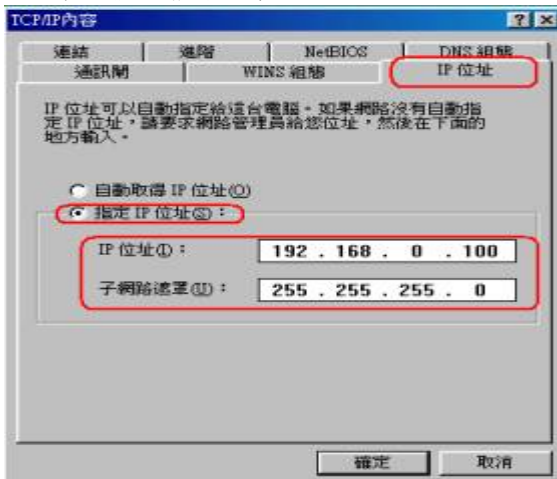 TCP/IP內容
連結 進階 NetBIOS DNS 組態
通訊閘 WINS 組態 IP 位址
IP 位址可以自動指定給這台電腦。如果網路沒有自動指
定 IP 位址，請要求網路管理員給您位址，然後在下面的
地方輸入。
自動取得 IP 位址(O)
指定 IP 位址(S)：
IP 位址(I)： 192 . 168 . 0 . 100
子網路遮罩(U)： 255 . 255 . 255 . 0
確定 取消